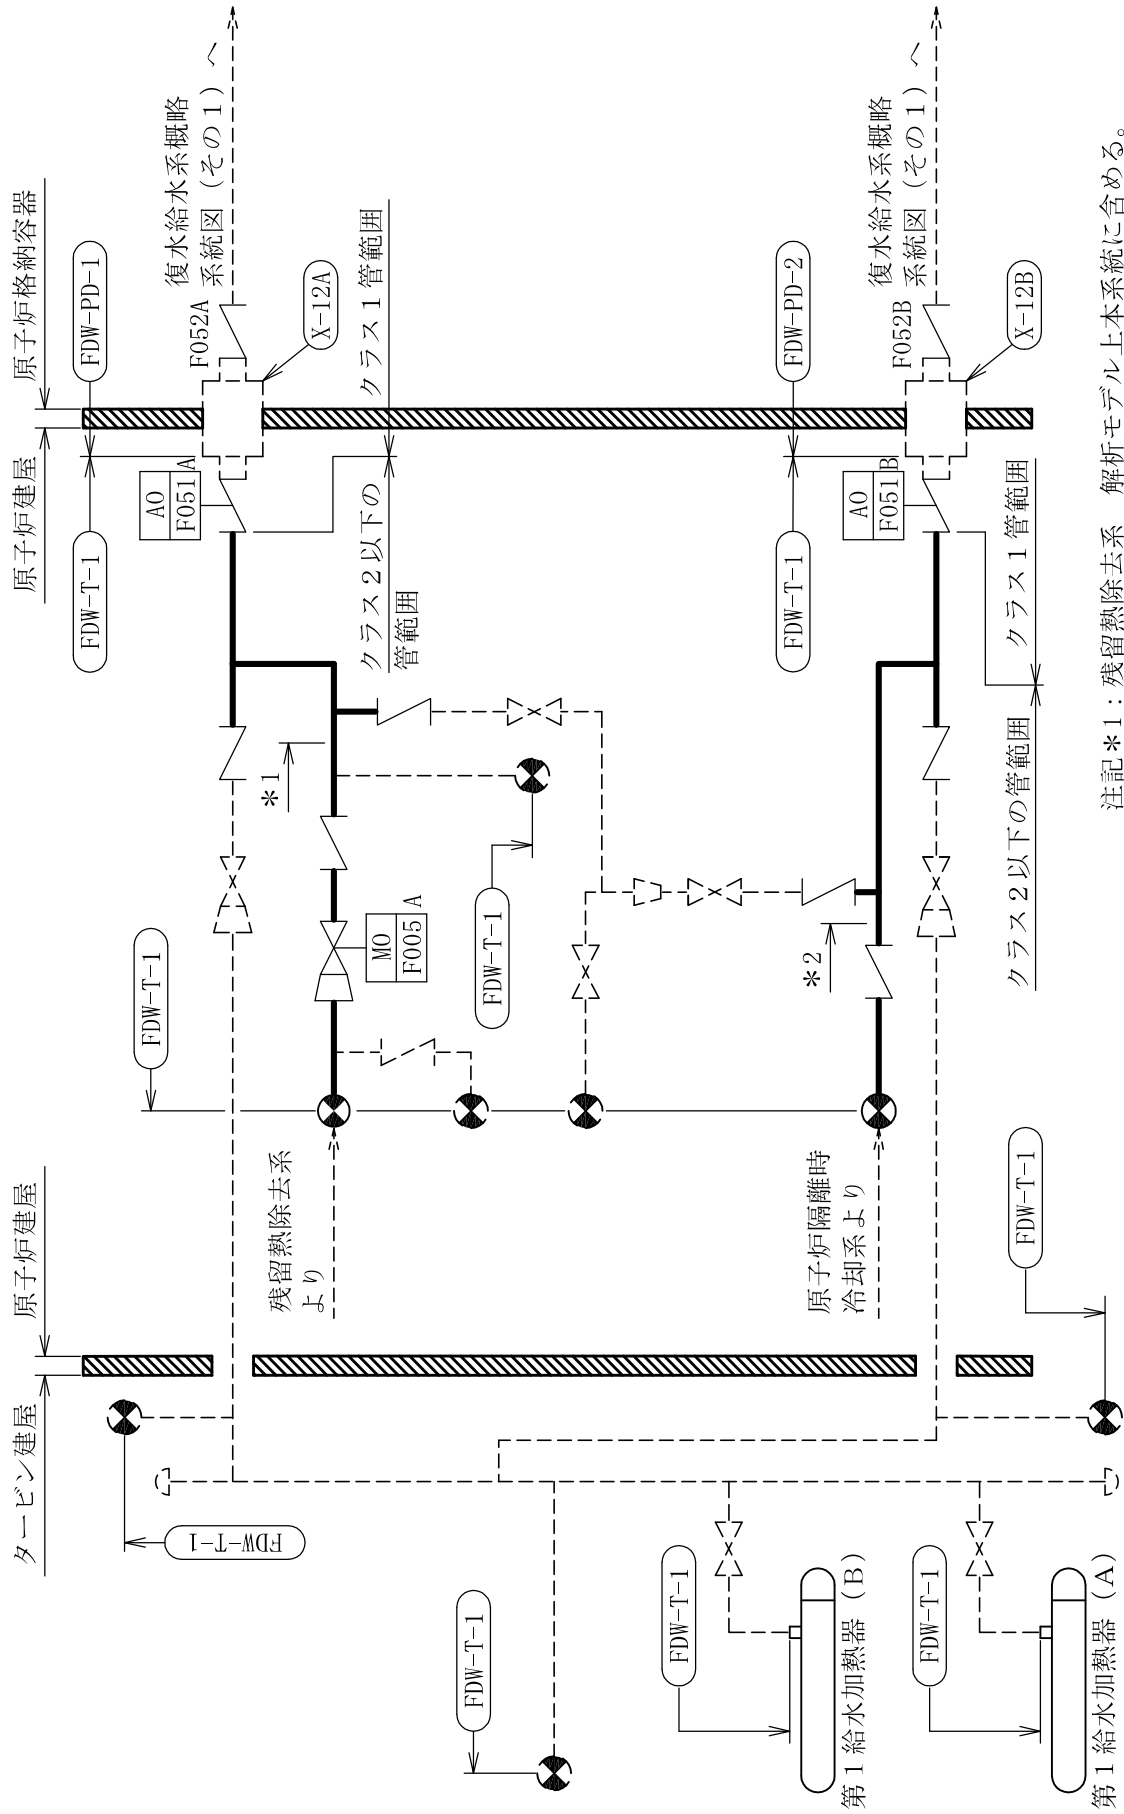 タービン建屋
原子炉建屋
原子炉建屋
原子炉格納容器
FDW-T-1
FDW-T-1
FDW-T-1
FDW-PD-1
復水給水系概略
系統図（その１）へ
F052A
AO
F051
A
X-12A
クラス２以下の
管範囲
クラス１管範囲
残留熱除去系
より
＊1
MO
F005
A
FDW-T-1
FDW-T-1
FDW-T-1
第１給水加熱器（B）
FDW-T-1
第１給水加熱器（A）
FDW-T-1
原子炉隔離時
冷却系より
＊2
FDW-T-1
FDW-PD-2
復水給水系概略
系統図（その１）へ
F052B
AO
F051
B
X-12B
クラス２以下の管範囲
クラス１管範囲
注記＊1：残留熱除去系　解析モデル上本系統に含める。